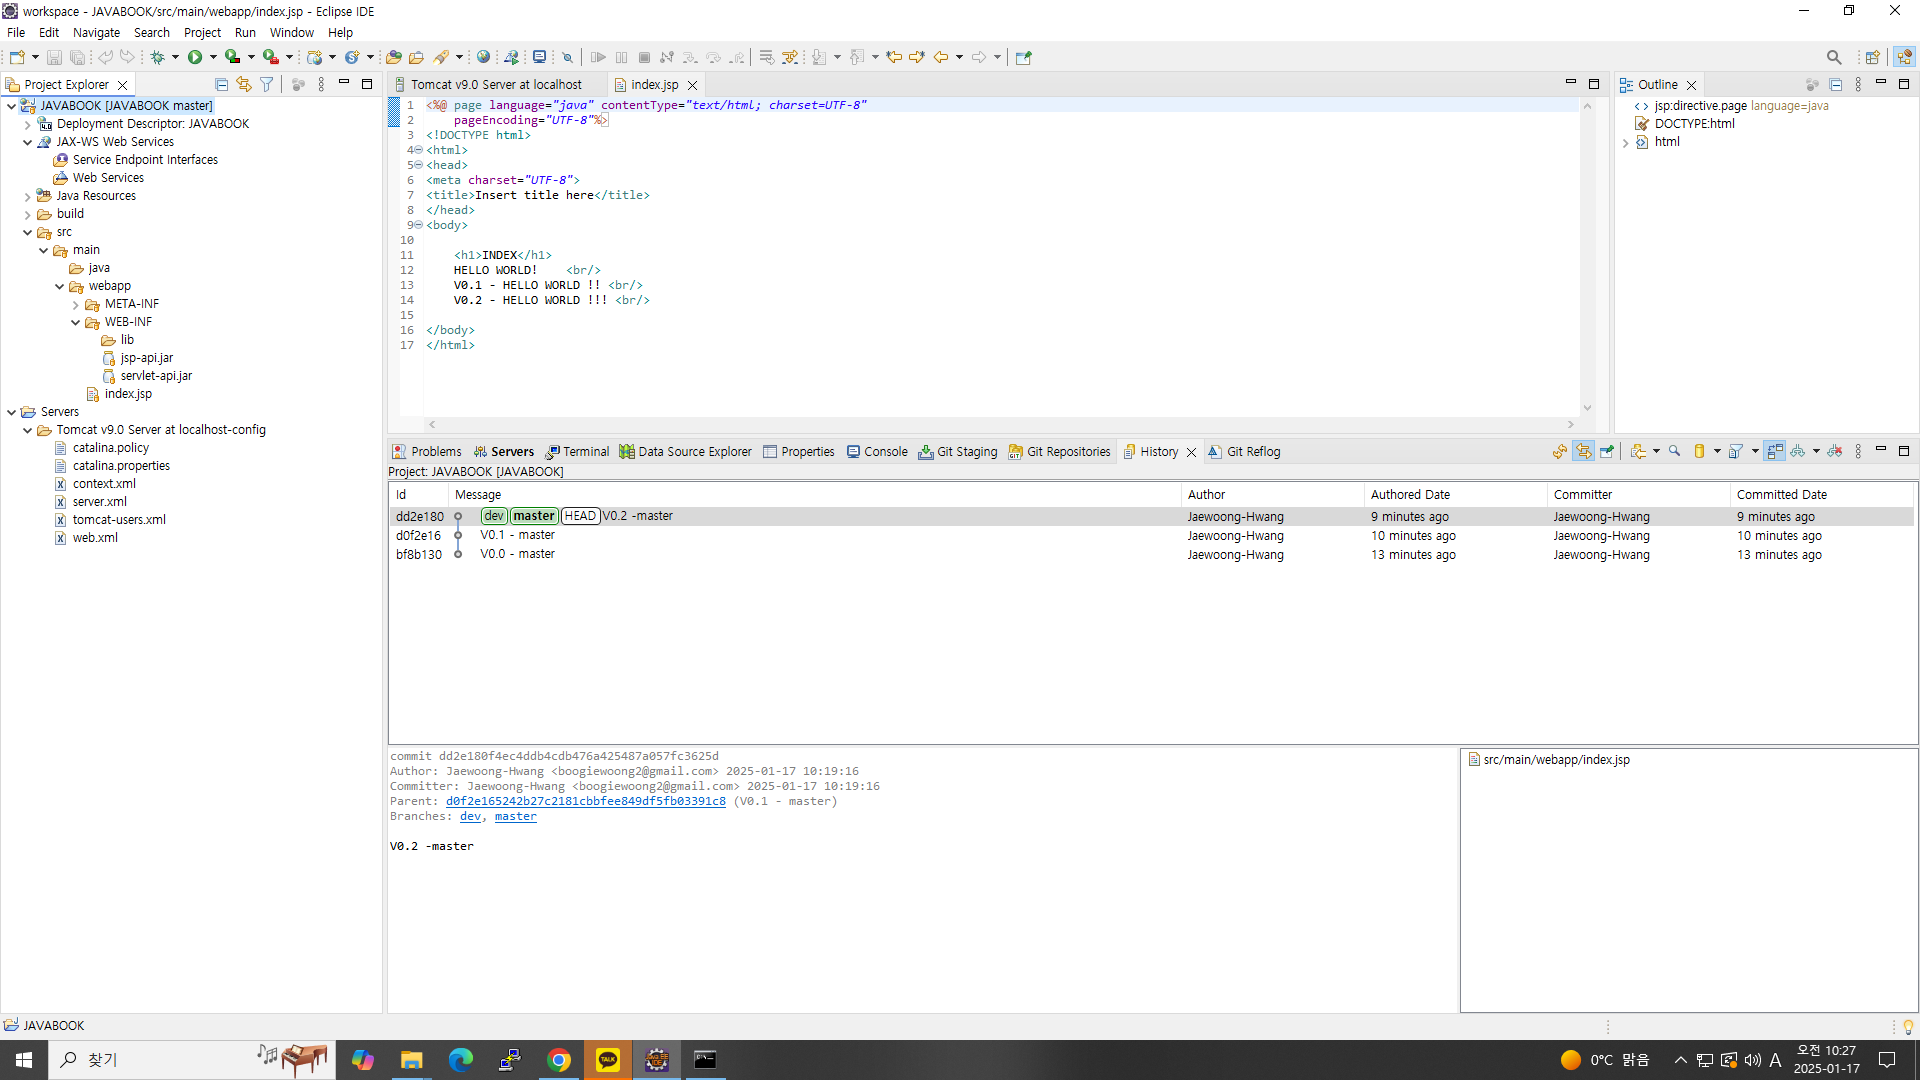 workspace - JAVABOOK/src/main/webapp/index.jsp - Eclipse IDE
File Edit Navigate Search Project Run Window Help
Project Explorer
JAVABOOK [JAVABOOK master]
Deployment Descriptor: JAVABOOK
JAX-WS Web Services
Service Endpoint Interfaces
Web Services
Java Resources
build
src
main
java
webapp
META-INF
WEB-INF
lib
jsp-api.jar
servlet-api.jar
index.jsp
Servers
Tomcat v9.0 Server at localhost-config
catalina.policy
catalina.properties
context.xml
server.xml
tomcat-users.xml
web.xml
Tomcat v9.0 Server at localhost index.jsp
1 <%@ page language="java" contentType="text/html; charset=UTF-8"
2 pageEncoding="UTF-8"%>
3 <!DOCTYPE html>
4 <html>
5 <head>
6 <meta charset="UTF-8">
7 <title>Insert title here</title>
8 </head>
9 <body>
10
11 <h1>INDEX</h1>
12 HELLO WORLD! <br/>
13 V0.1 - HELLO WORLD !! <br/>
14 V0.2 - HELLO WORLD !!! <br/>
15
16 </body>
17 </html>
Outline
jsp:directive.page language=java
DOCTYPE:html
html
Problems Servers Terminal Data Source Explorer Properties Console Git Staging Git Repositories History Git Reflog
Project: JAVABOOK [JAVABOOK]
Id Message Author Authored Date Committer Committed Date
dd2e180 dev master HEAD V0.2 -master Jaewoong-Hwang 9 minutes ago Jaewoong-Hwang 9 minutes ago
d0f2e16 V0.1 - master Jaewoong-Hwang 10 minutes ago Jaewoong-Hwang 10 minutes ago
bf8b130 V0.0 - master Jaewoong-Hwang 13 minutes ago Jaewoong-Hwang 13 minutes ago
commit dd2e180f4ec4ddb4cdb476a425487a057fc3625d
Author: Jaewoong-Hwang <boogiewoong2@gmail.com> 2025-01-17 10:19:16
Committer: Jaewoong-Hwang <boogiewoong2@gmail.com> 2025-01-17 10:19:16
Parent: d0f2e165242b27c2181cbbfee849df5fb03391c8 (V0.1 - master)
Branches: dev, master
V0.2 -master
src/main/webapp/index.jsp
JAVABOOK
찾기
TALK
Java EE IDE
0°C 맑음
A
오전 10:27
2025-01-17